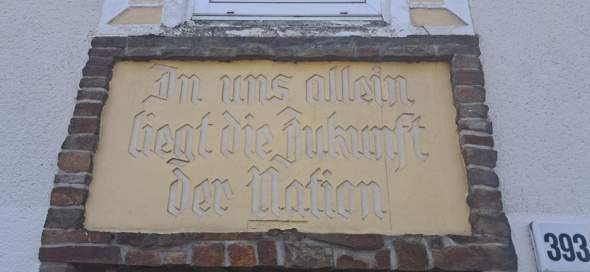 In uns allein
liegt die Zukunft
der Nation
393